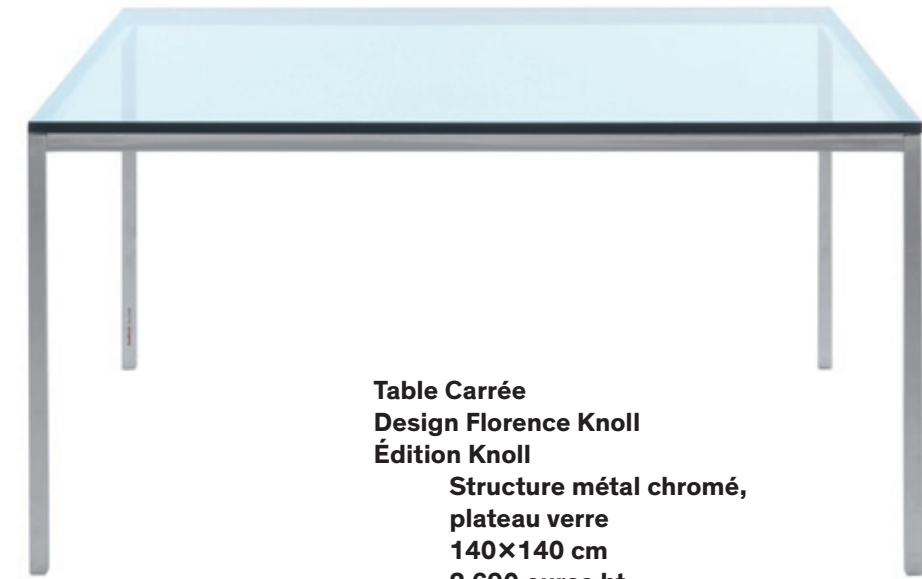 Table Carrée
Design Florence Knoll
Édition Knoll
Structure métal chromé,
plateau verre
140×140 cm